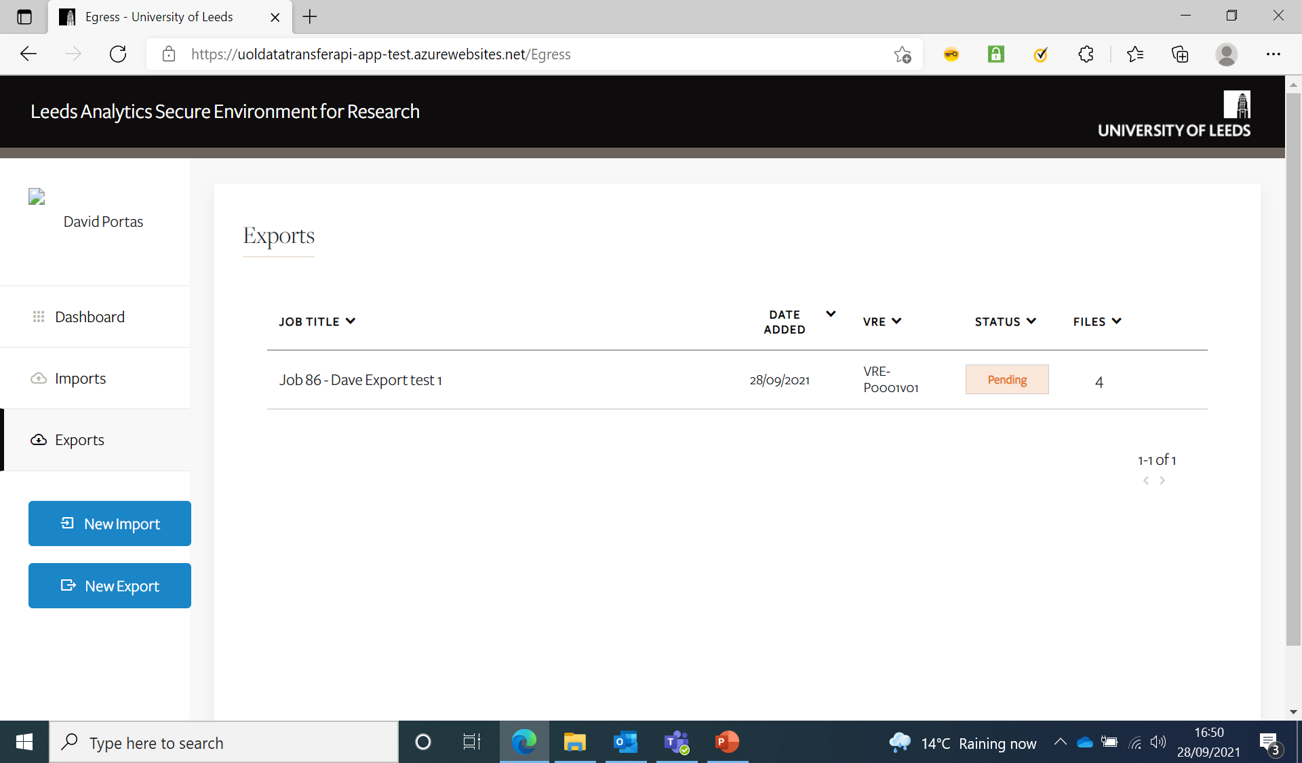 Egress - University of Leeds
https://uoldatatransferapi-app-test.azurewebsites.net/Egress
Leeds Analytics Secure Environment for Research
UNIVERSITY OF LEEDS
David Portas
Dashboard
Imports
Exports
New Import
New Export
Exports
JOB TITLE
DATE
ADDED
VRE
STATUS
FILES
Job 86 - Dave Export test 1
28/09/2021
VRE-
P0001V01
Pending
4
1-1 of 1
Type here to search
14°C Raining now
16:50
28/09/2021
3